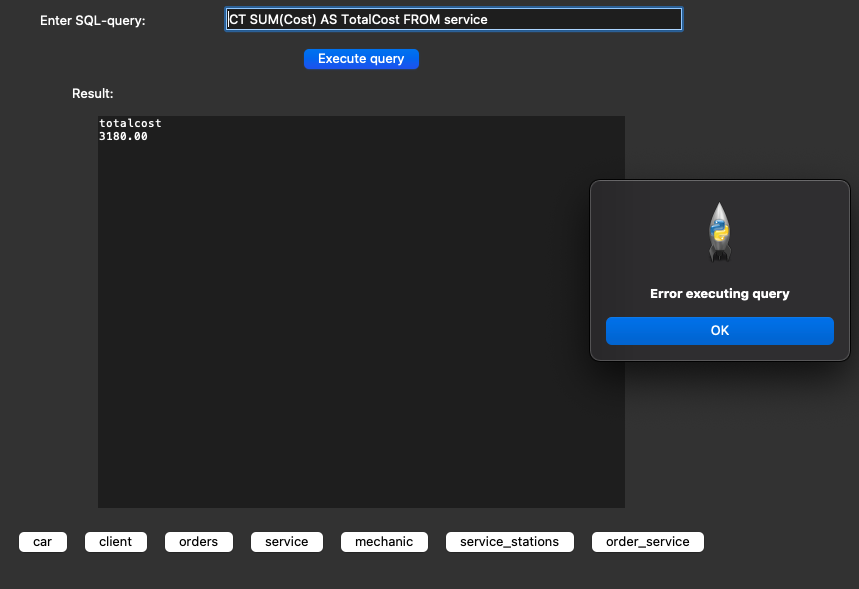 Enter SQL-query:
CT SUM(Cost) AS TotalCost FROM service
Execute query
Result:
totalcost
3180.00
Error executing query
OK
car
client
orders
service
mechanic
service_stations
order_service